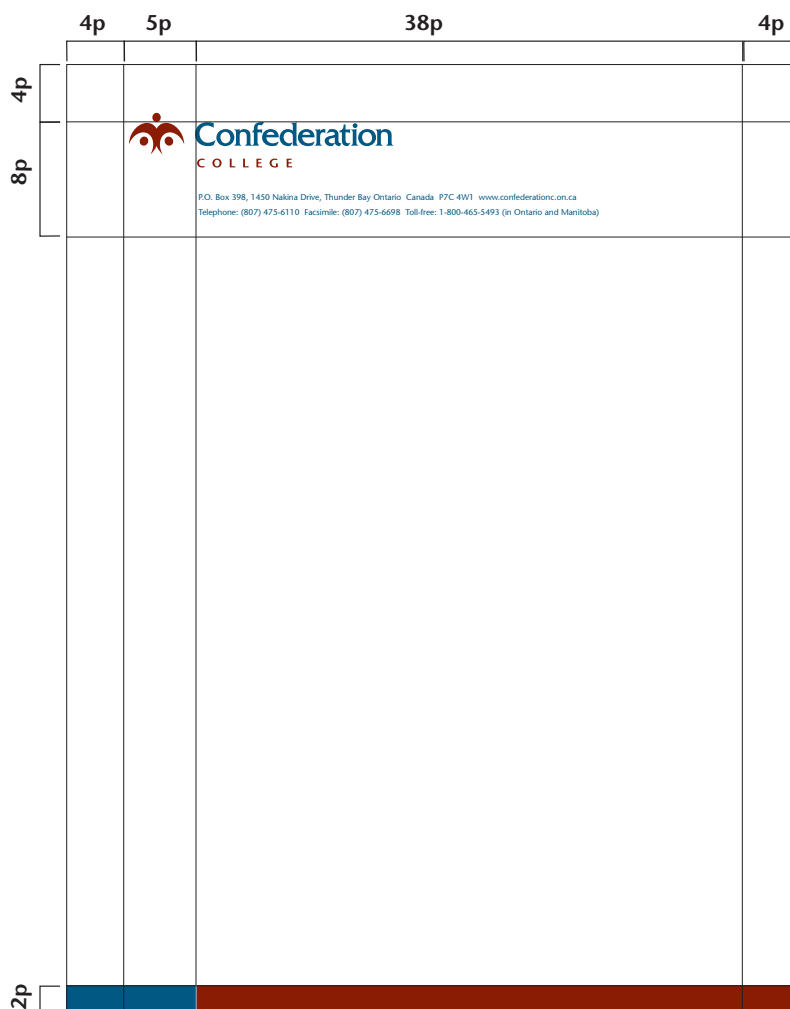 4p 5p 38p 4p
4p
8p
Confederation
COLLEGE
P.O. Box 398, 1450 Nakina Drive, Thunder Bay Ontario Canada P7C 4W1 www.confederationc.on.ca
Telephone: (807) 475-6110 Facsimile: (807) 475-6698 Toll-free: 1-800-465-5493 (in Ontario and Manitoba)
2p